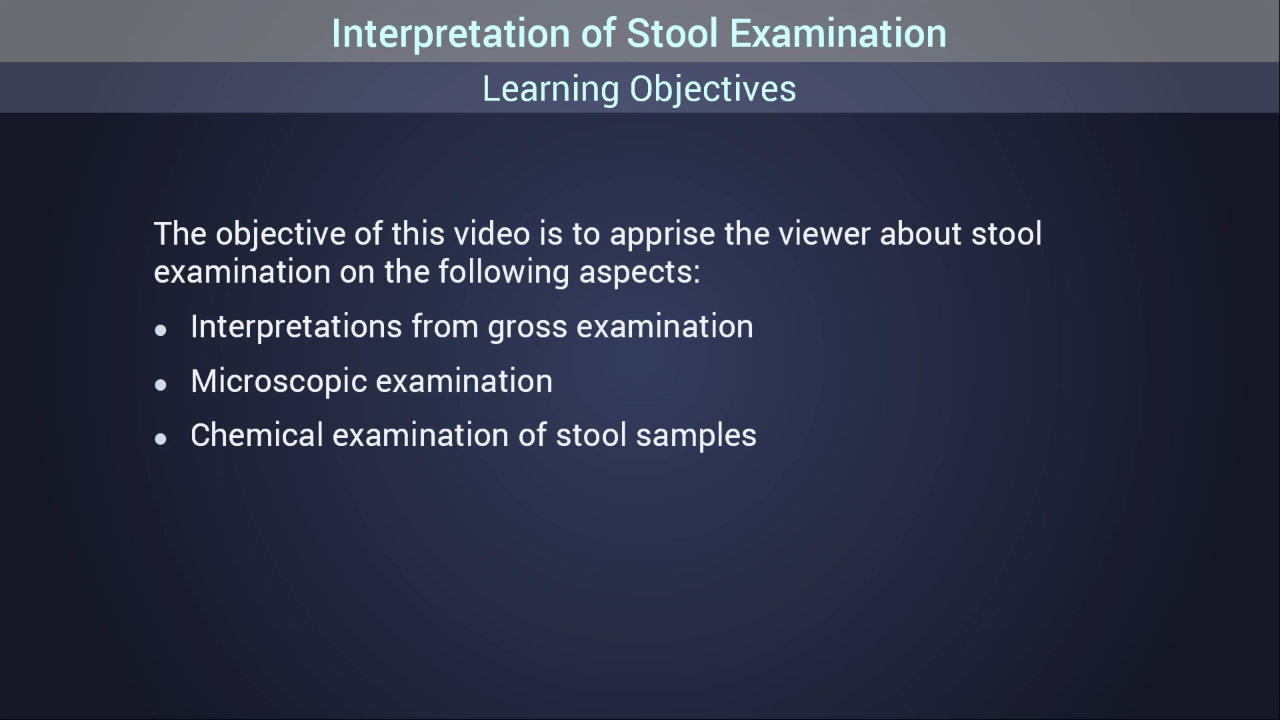 Interpretation of Stool Examination
Learning Objectives
The objective of this video is to apprise the viewer about stool
examination on the following aspects:
● Interpretations from gross examination
● Microscopic examination
● Chemical examination of stool samples